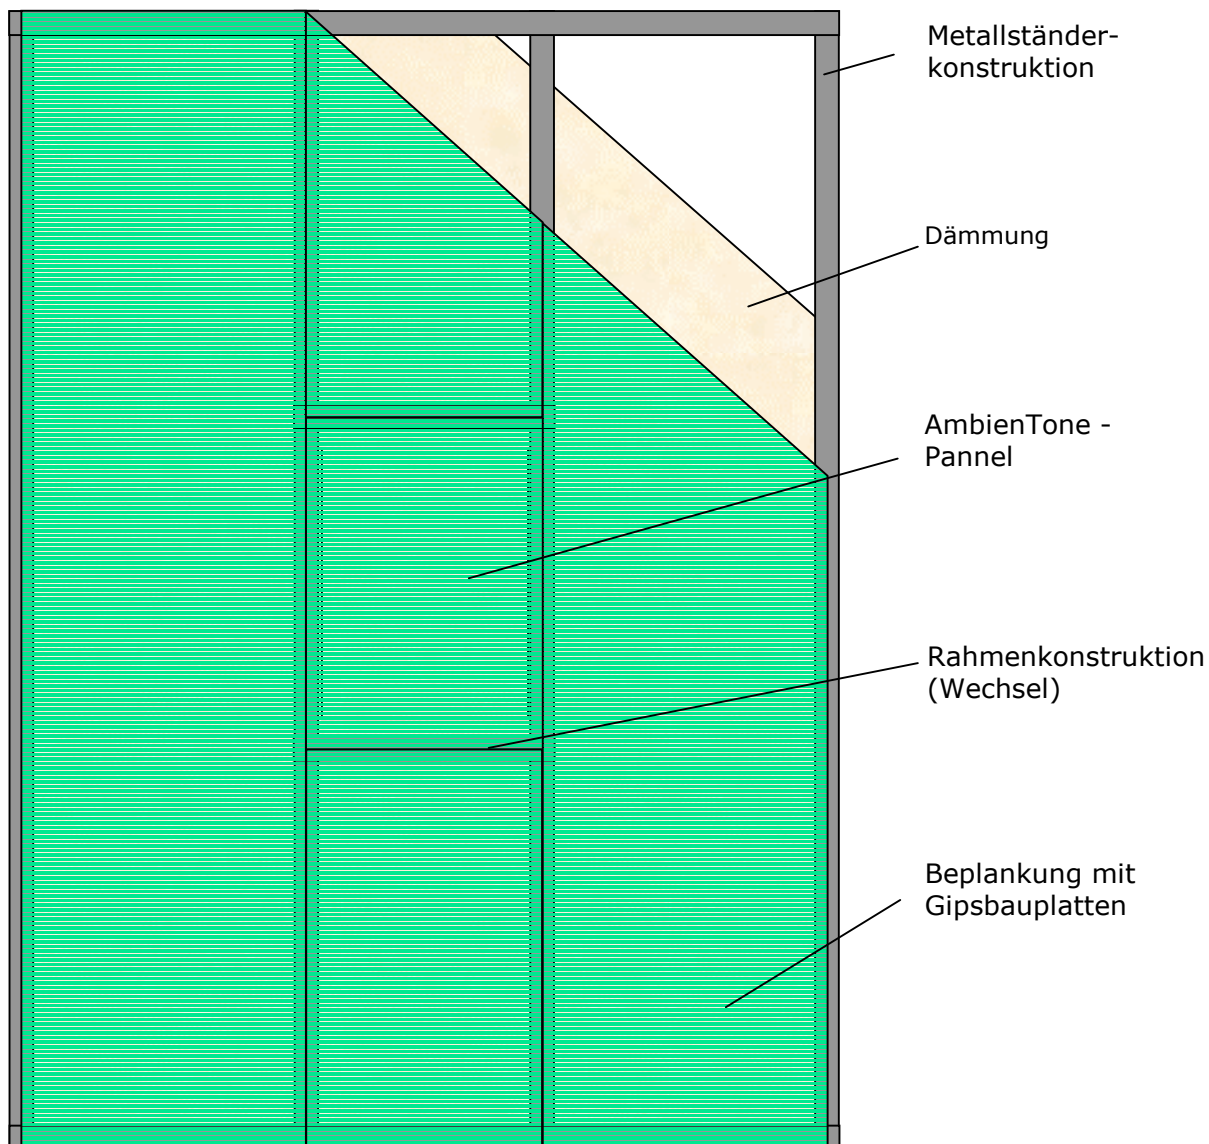 Metallständer-
konstruktion
Dämmung
AmbienTone -
Pannel
Rahmenkonstruktion
(Wechsel)
Beplankung mit
Gipsbauplatten